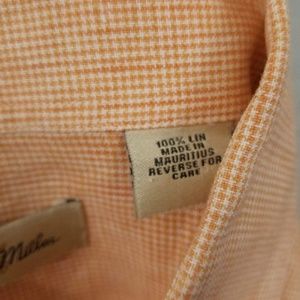 100% LIN
MADE IN
MAURITIUS
REVERSE FOR
CARE